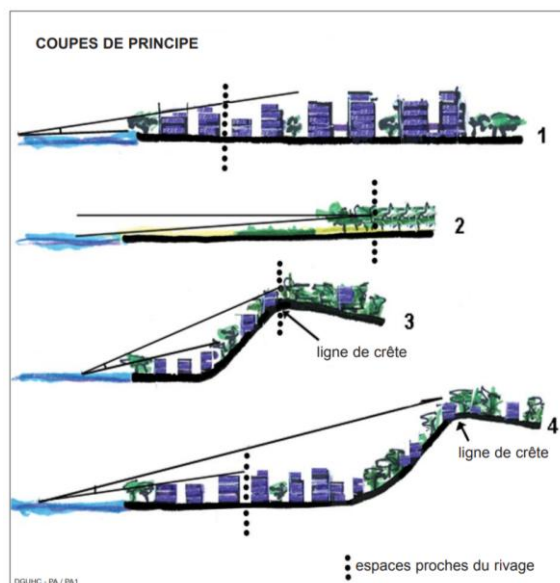 COUPES DE PRINCIPE
1
2
3
ligne de crête
4
ligne de crête
espaces proches du rivage
DGUHC - PA / PA1